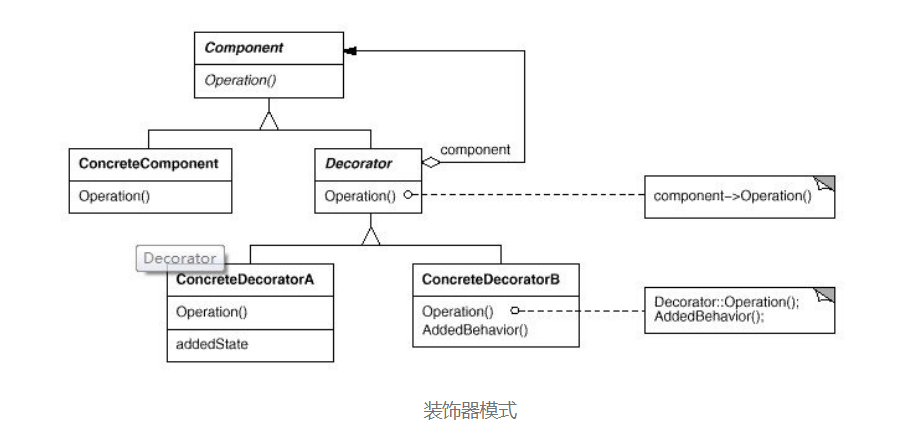 Component
Operation()
component
ConcreteComponent
Operation()
Decorator
Operation()
component->Operation()
Decorator
ConcreteDecoratorA
Operation()
addedState
ConcreteDecoratorB
Operation()
AddedBehavior()
Decorator::Operation();
AddedBehavior();
装饰器模式